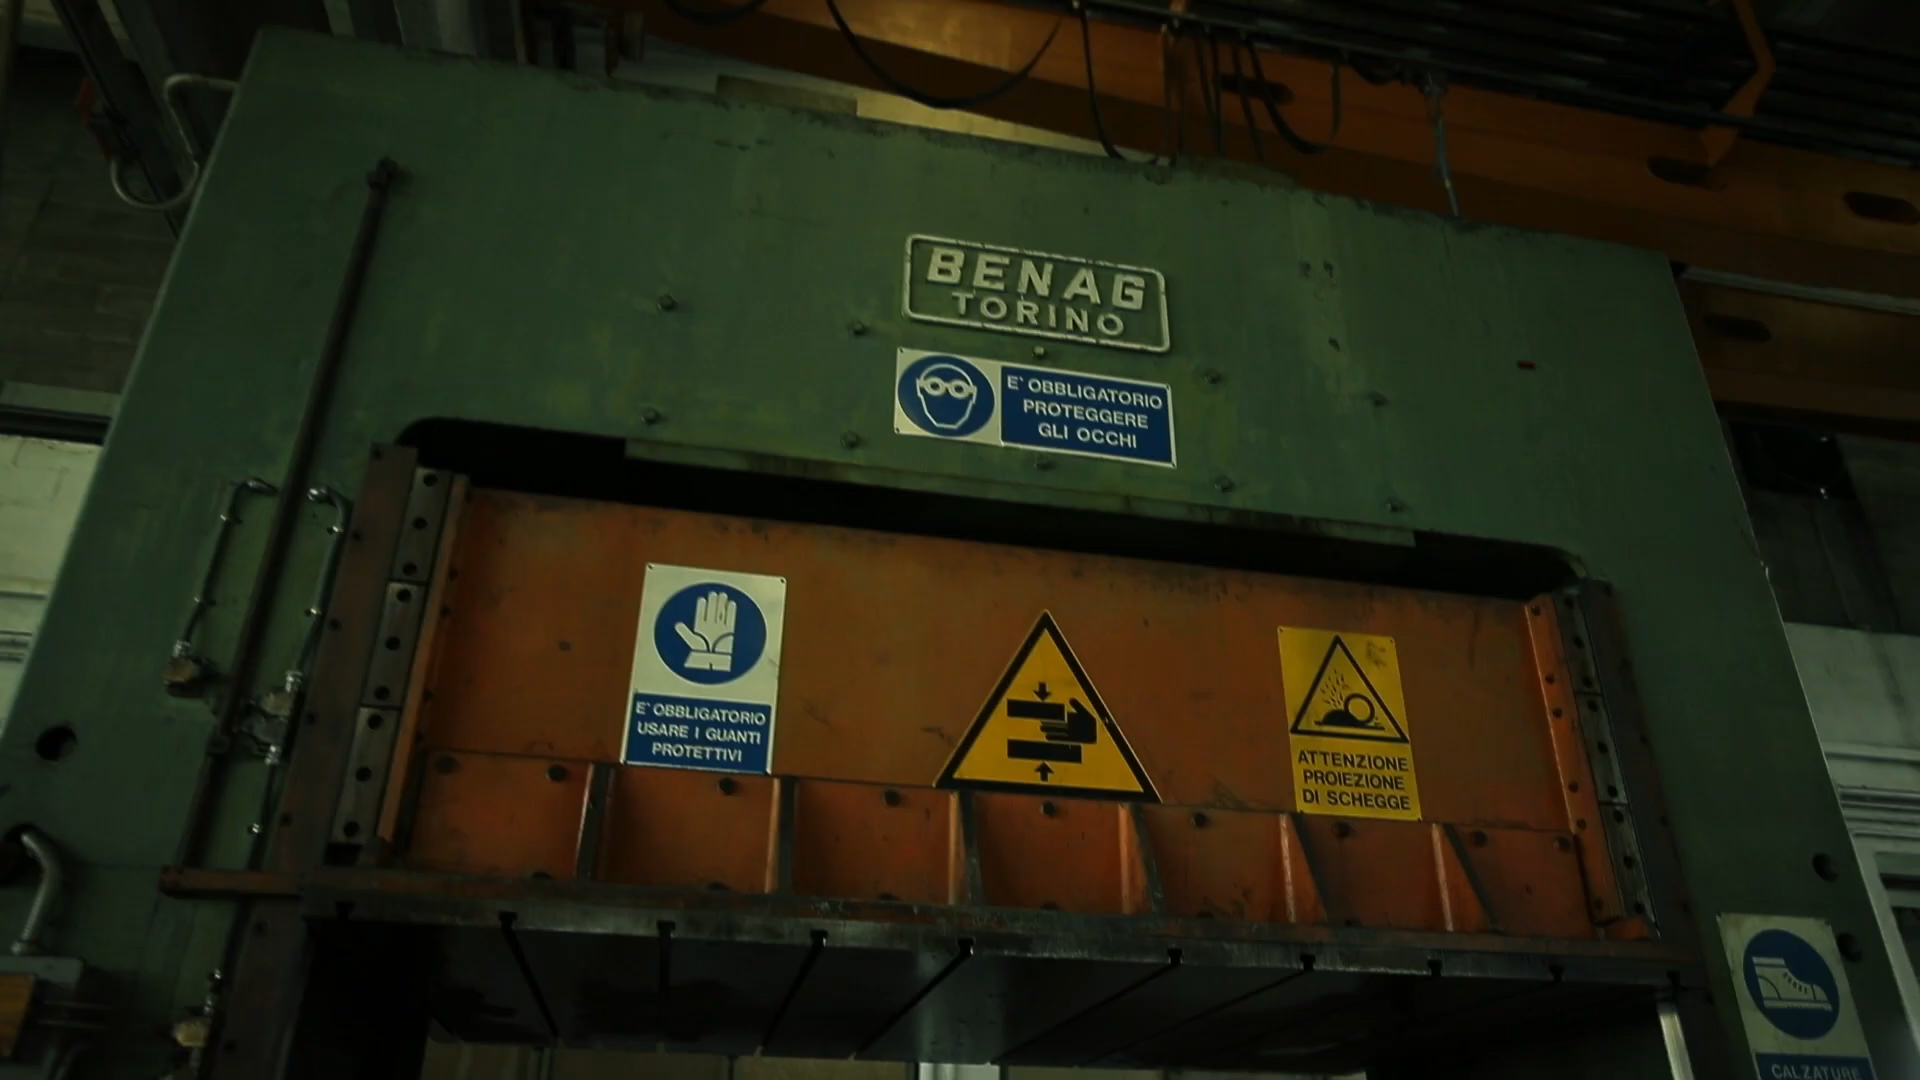 BENAG
TORINO
E' OBBLIGATORIO
PROTEGGERE
GLI OCCHI
E' OBBLIGATORIO
USARE I GUANTI
PROTETTIVI
ATTENZIONE
PROIEZIONE
DI SCHEGGE
CALZATURE